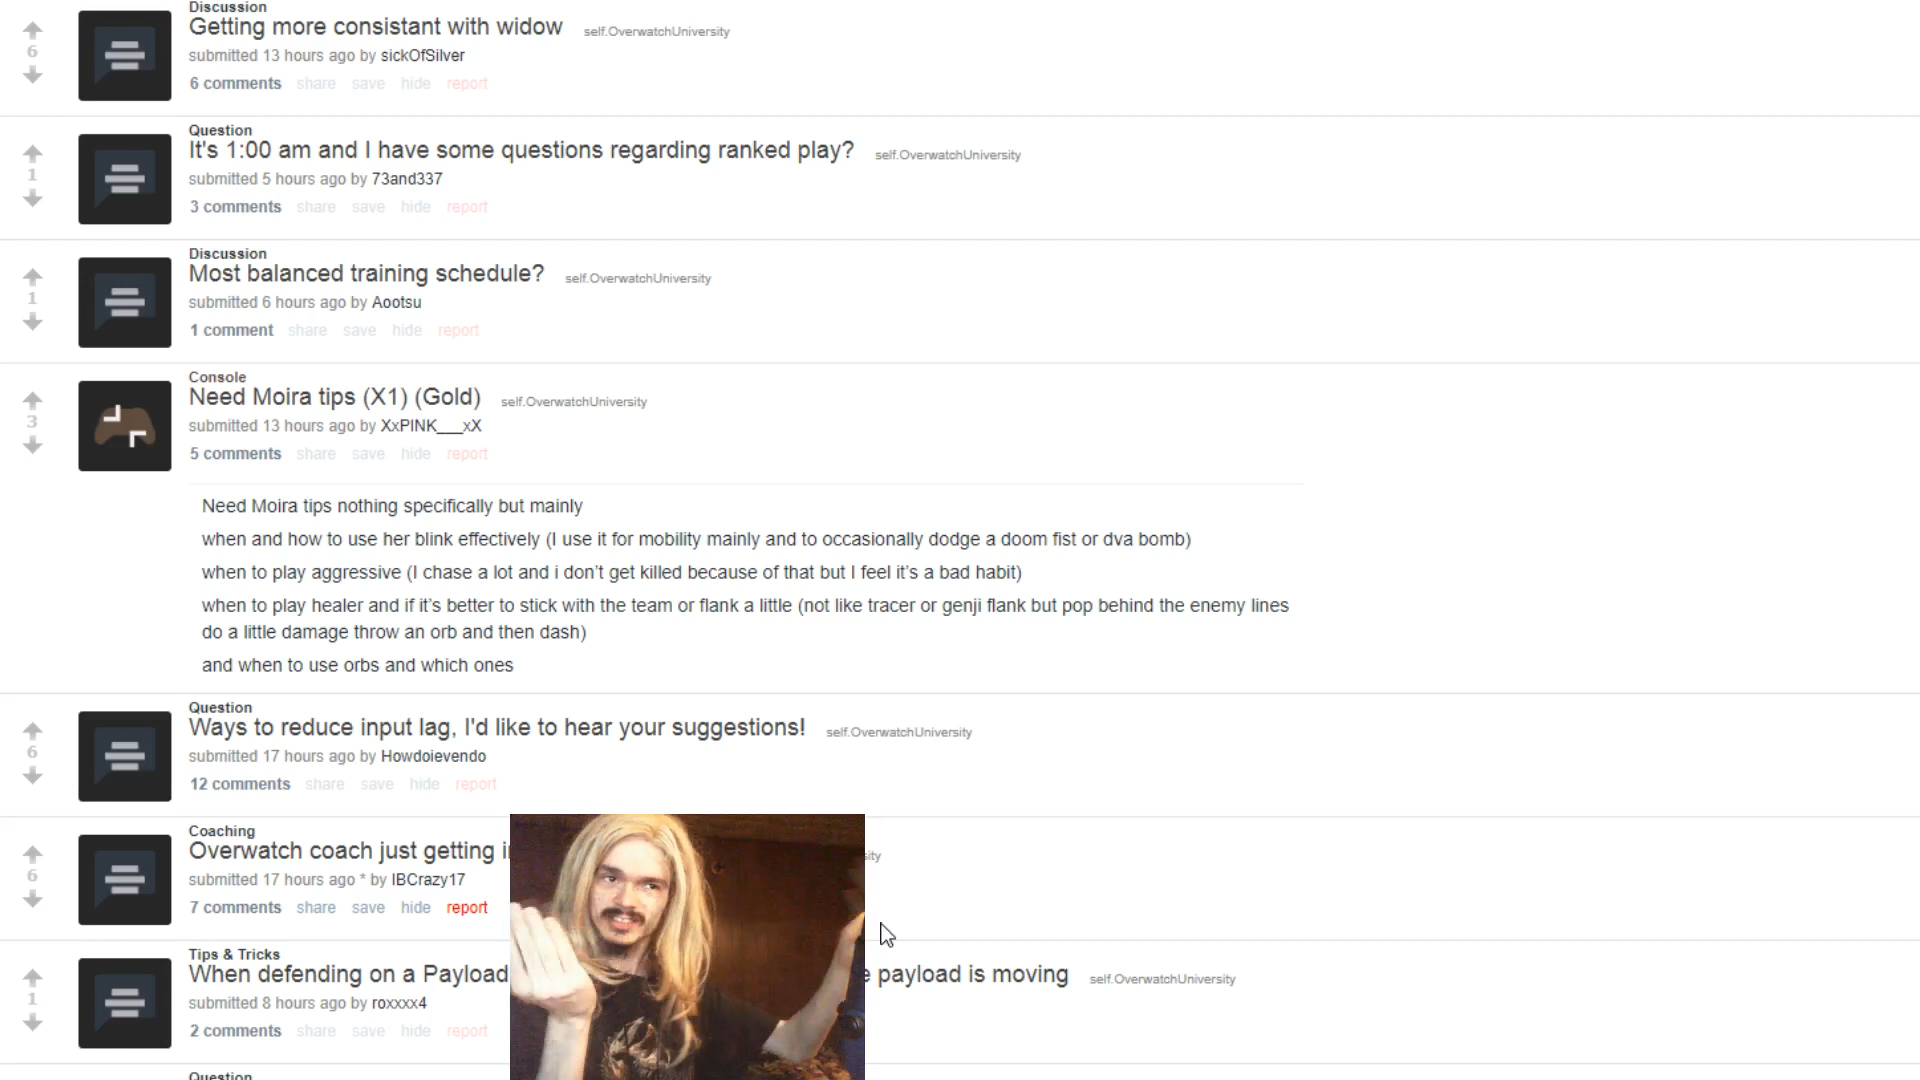 Discussion
Getting more consistant with widow self.OverwatchUniversity
6
submitted 13 hours ago by sickOfSilver
6 comments share save hide report
Question
It's 1:00 am and I have some questions regarding ranked play? self.OverwatchUniversity
1
submitted 5 hours ago by 73and337
3 comments share save hide report
Discussion
Most balanced training schedule? self.OverwatchUniversity
1
submitted 6 hours ago by Aootsu
1 comment share save hide report
Console
Need Moira tips (X1) (Gold) self.OverwatchUniversity
3
submitted 13 hours ago by XxPINK___xX
5 comments share save hide report
Need Moira tips nothing specifically but mainly
when and how to use her blink effectively (I use it for mobility mainly and to occasionally dodge a doom fist or dva bomb)
when to play aggressive (I chase a lot and i don't get killed because of that but I feel it's a bad habit)
when to play healer and if it's better to stick with the team or flank a little (not like tracer or genji flank but pop behind the enemy lines
do a little damage throw an orb and then dash)
and when to use orbs and which ones
Question
Ways to reduce input lag, I'd like to hear your suggestions! self.OverwatchUniversity
6
submitted 17 hours ago by Howdoievendo
12 comments share save hide report
Coaching
Overwatch coach just getting
6
submitted 17 hours ago * by IBCrazy17
7 comments share save hide report
Tips & Tricks
When defending on a Payload payload is moving self.OverwatchUniversity
1
submitted 8 hours ago by roxxxx4
2 comments share save hide report
Question